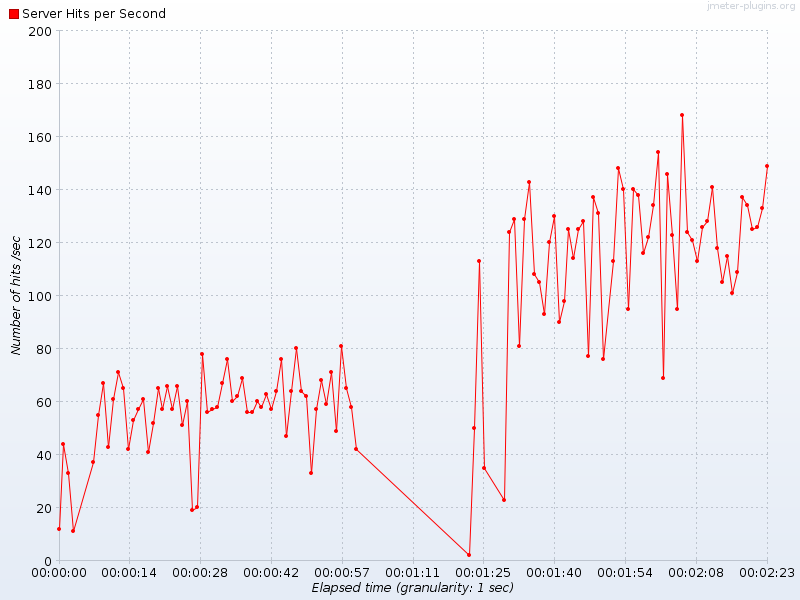 jmeter-plugins.org
Server Hits per Second
200
180
160
140
120
100
80
60
40
20
0
Number of hits /sec
00:00:00 00:00:14 00:00:28 00:00:42 00:00:57 00:01:11 00:01:25 00:01:40 00:01:54 00:02:08 00:02:23
Elapsed time (granularity: 1 sec)